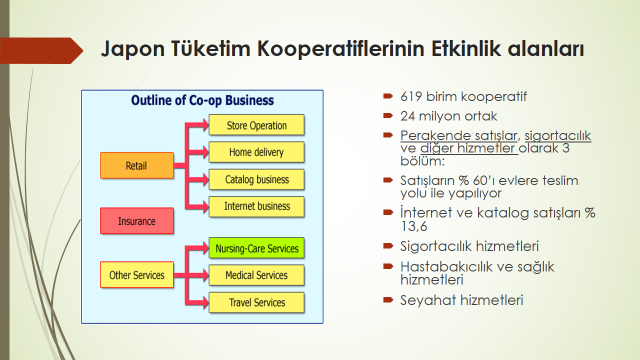 Japon Tüketim Kooperatiflerinin Etkinlik alanları
Outline of Co-op Business
Retail
Store Operation
Home delivery
Catalog business
Internet business
Insurance
Other Services
Nursing-Care Services
Medical Services
Travel Services
619 birim kooperatif
24 milyon ortak
Perakende satışlar, sigortacılık
ve diğer hizmetler olarak 3
bölüm:
Satışların % 60’ı evlere teslim
yolu ile yapılıyor
İnternet ve katalog satışları %
13,6
Sigortacılık hizmetleri
Hastabakıcılık ve sağlık
hizmetleri
Seyahat hizmetleri